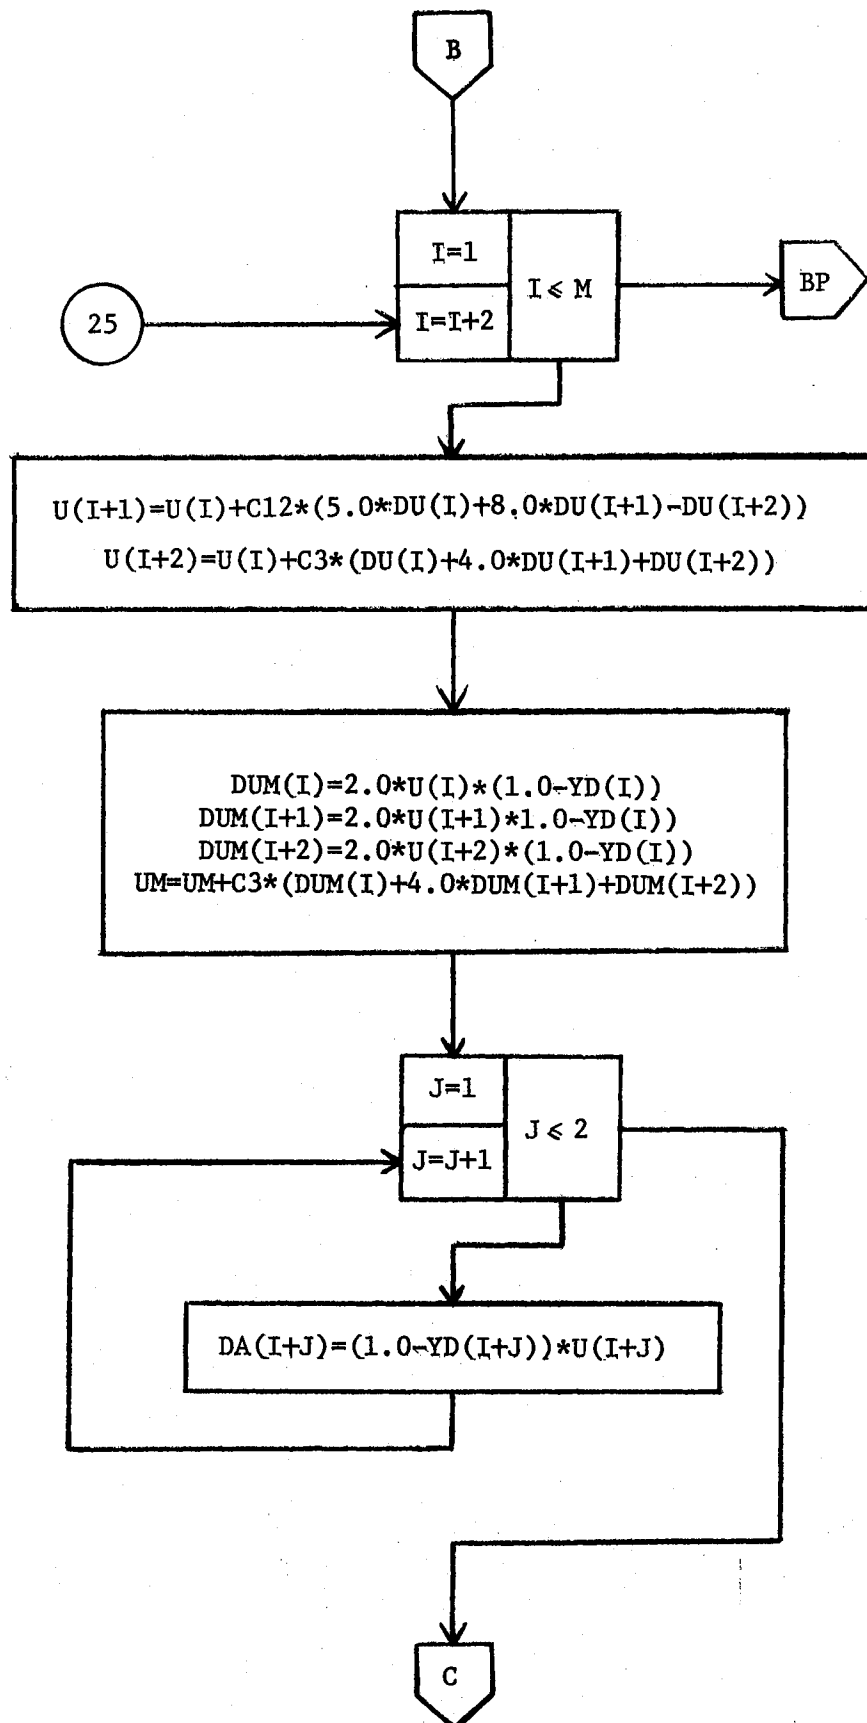 B
I=1
I=I+2
I ≤ M
BP
25
U(I+1)=U(I)+C12*(5.0*DU(I)+8.0*DU(I+1)-DU(I+2))
U(I+2)=U(I)+C3*(DU(I)+4.0*DU(I+1)+DU(I+2))
DUM(I)=2.0*U(I)*(1.0-YD(I))
DUM(I+1)=2.0*U(I+1)*1.0-YD(I))
DUM(I+2)=2.0*U(I+2)*(1.0-YD(I))
UM=UM+C3*(DUM(I)+4.0*DUM(I+1)+DUM(I+2))
J=1
J=J+1
J ≤ 2
DA(I+J)=(1.0-YD(I+J))*U(I+J)
C